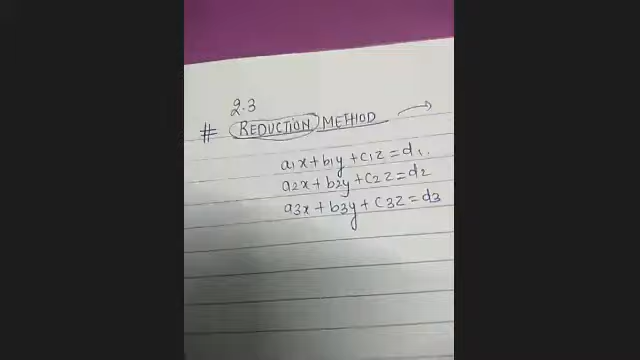 2.3
# REDUCTION METHOD →
a1x + b1y + c1z = d1.
a2x + b2y + c2z = d2
a3x + b3y + c3z = d3